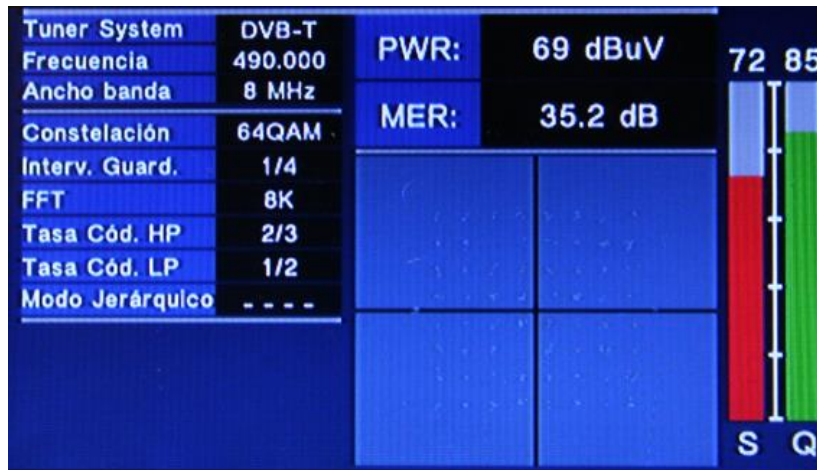 Tuner System DVB-T
Frecuencia 490.000
Ancho banda 8 MHz
Constelación 64QAM
Interv. Guard. 1/4
FFT 8K
Tasa Cód. HP 2/3
Tasa Cód. LP 1/2
Modo Jerárquico ----
PWR: 69 dBuV
MER: 35.2 dB
72 85
S Q